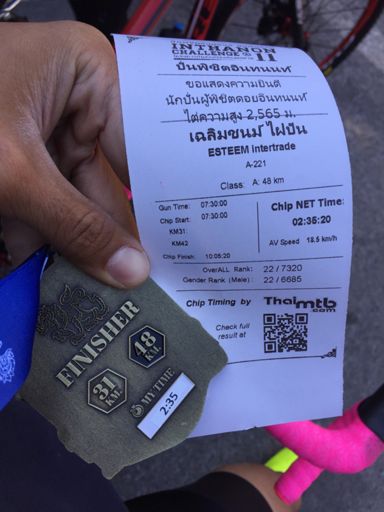 INTHANON
CHALLENGE 11
ปั่นพิชิตอินทนนท์
ขอแสดงความยินดี
นักปั่นผู้พิชิตดอยอินทนนท์
ไต่ความสูง 2,565 ม.
เฉลิมชนม์ ไฝปัน
ESTEEM intertrade
A-221
Class: A: 48 km
Gun Time: 07:30:00
Chip Start: 07:30:00
KM31:
KM42
Chip Finish: 10:05:20
Chip NET Time:
02:35:20
AV Speed 18.5 km/h
OverALL Rank: 22 / 7320
Gender Rank (Male): 22 / 6685
Chip Timing by Thaimtb.com
Check full
result at
FINISHER
31 KM.
48 KM.
MY TIME
2:35